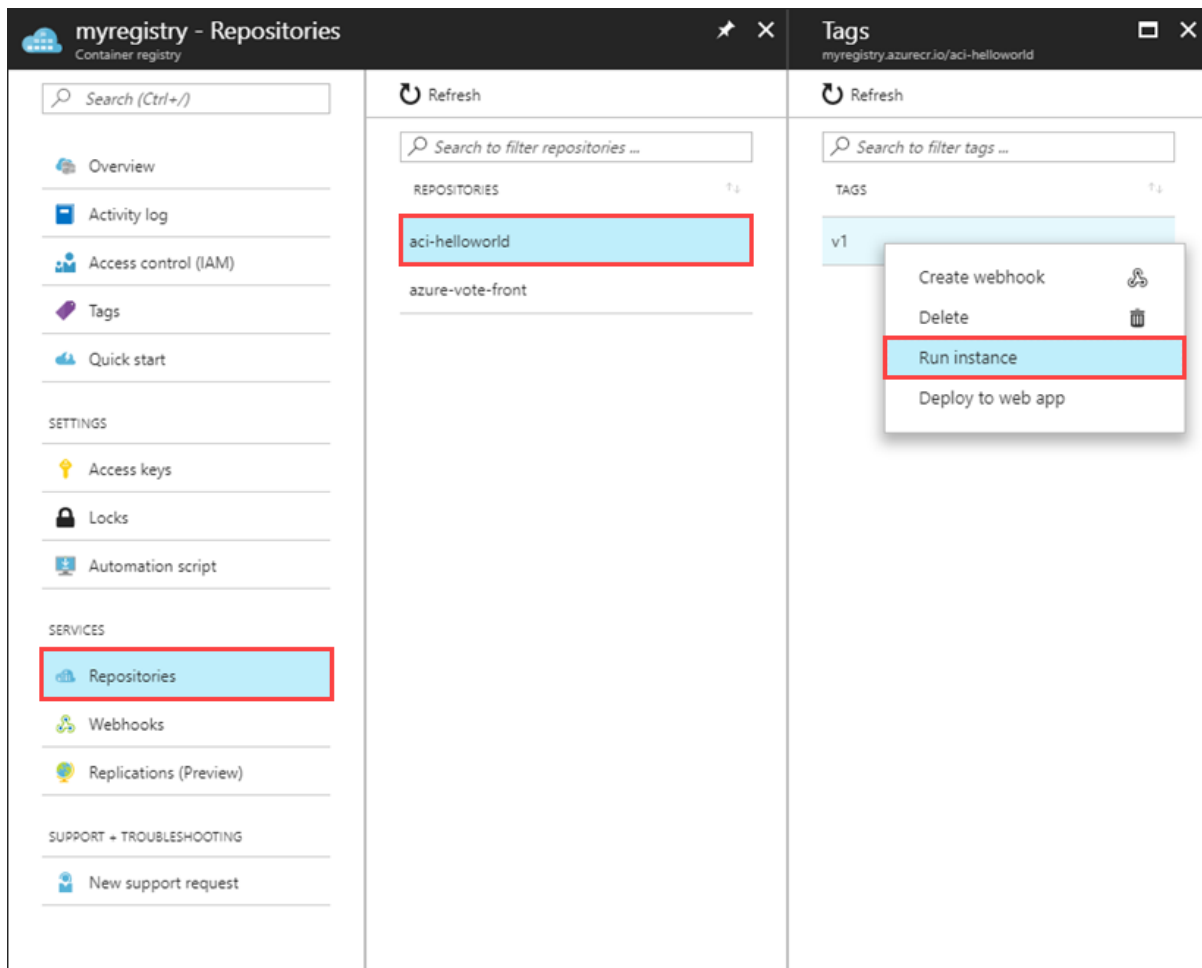 myregistry - Repositories
Container registry
Search (Ctrl+/)
Overview
Activity log
Access control (IAM)
Tags
Quick start
SETTINGS
Access keys
Locks
Automation script
SERVICES
Repositories
Webhooks
Replications (Preview)
SUPPORT + TROUBLESHOOTING
New support request
Refresh
Search to filter repositories ...
REPOSITORIES
aci-helloworld
azure-vote-front
Tags
myregistry.azurecr.io/aci-helloworld
Refresh
Search to filter tags ...
TAGS
v1
Create webhook
Delete
Run instance
Deploy to web app